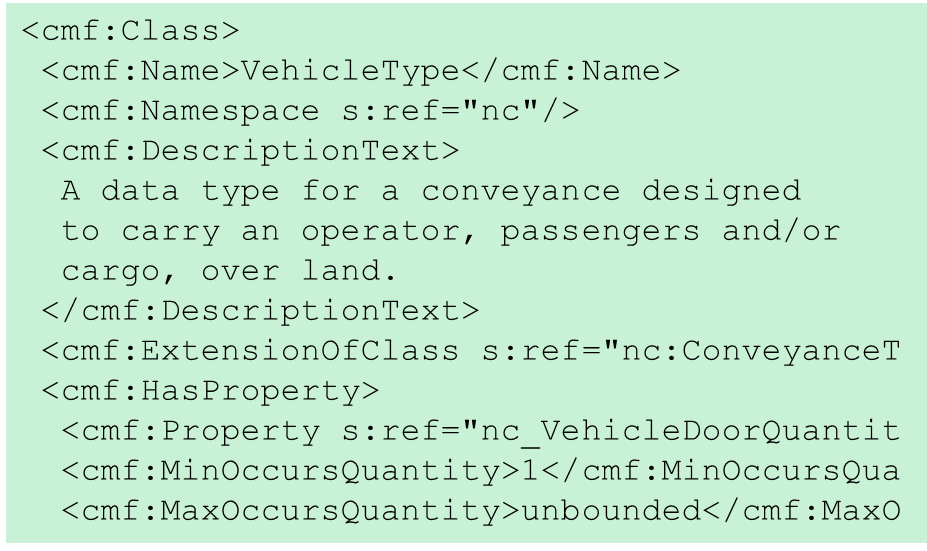 <cmf:Class>
<cmf:Name>VehicleType</cmf:Name>
<cmf:Namespace s:ref="nc"/>
<cmf:DescriptionText>
A data type for a conveyance designed
to carry an operator, passengers and/or
cargo, over land.
</cmf:DescriptionText>
<cmf:ExtensionOfClass s:ref="nc:ConveyanceT
<cmf:HasProperty>
<cmf:Property s:ref="nc_VehicleDoorQuantit
<cmf:MinOccursQuantity>1</cmf:MinOccursQua
<cmf:MaxOccursQuantity>unbounded</cmf:MaxO